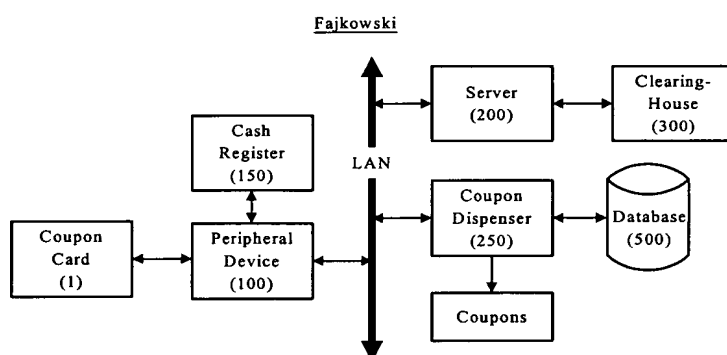 Fajkowski
Server
(200)
Clearing-
House
(300)
Cash
Register
(150)
LAN
Coupon
Dispenser
(250)
Database
(500)
Coupon
Card
(1)
Peripheral
Device
(100)
Coupons